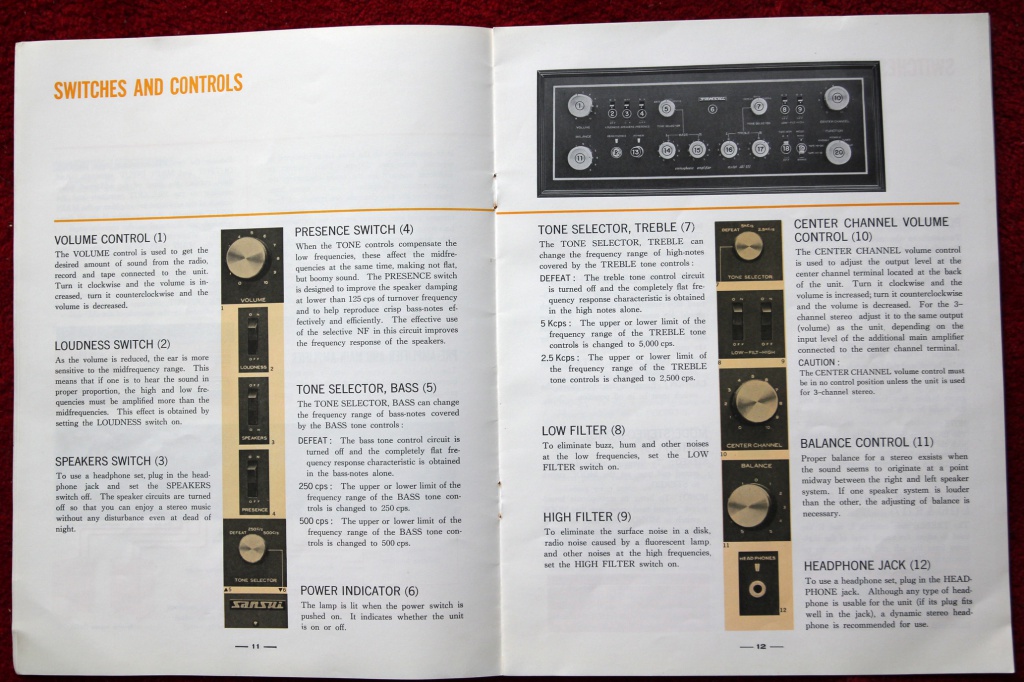 SWITCHES AND CONTROLS
VOLUME CONTROL (1)
The VOLUME control is used to get the
desired amount of sound from the radio,
record and tape connected to the unit.
Turn it clockwise and the volume is in-
creased, turn it counterclockwise and the
volume is decreased.
LOUDNESS SWITCH (2)
As the volume is reduced, the ear is more
sensitive to the midfrequency range. This
means that if one is to hear the sound in
proper proportion, the high and low fre-
quencies must be amplified more than the
midfrequencies. This effect is obtained by
setting the LOUDNESS switch on.
SPEAKERS SWITCH (3)
To use a headphone set, plug in the head-
phone jack and set the SPEAKERS
switch off. The speaker circuits are turned
off so that you can enjoy a stereo music
without any disturbance even at dead of
night.
VOLUME
1
OFF
LOUDNESS
2
OFF
SPEAKERS
3
OFF
PRESENCE
4
DEFEAT
TONE SELECTOR
▲5 ▼6
sansui
PRESENCE SWITCH (4)
When the TONE controls compensate the
low frequencies, these affect the midfre-
quencies at the same time, making not flat,
but boomy sound. The PRESENCE switch
is designed to improve the speaker damping
at lower than 125 cps of turnover frequency
and to help reproduce crisp bass-notes ef-
fectively and efficiently. The effective use
of the selective NF in this circuit improves
the frequency response of the speakers.
TONE SELECTOR, BASS (5)
The TONE SELECTOR, BASS can change
the frequency range of bass-notes covered
by the BASS tone controls :
DEFEAT : The bass tone control circuit is
turned off and the completely flat fre-
quency response characteristic is obtained
in the bass-notes alone.
250 cps : The upper or lower limit of the
frequency range of the BASS tone con-
trols is changed to 250 cps.
500 cps : The upper or lower limit of the
frequency range of the BASS tone con-
trols is changed to 500 cps.
POWER INDICATOR (6)
The lamp is lit when the power switch is
pushed on. It indicates whether the unit
is on or off.
— 11 —
TONE SELECTOR, TREBLE (7)
The TONE SELECTOR, TREBLE can
change the frequency range of high-notes
covered by the TREBLE tone controls :
DEFEAT : The treble tone control circuit
is turned off and the completely flat fre-
quency response characteristic is obtained
in the high notes alone.
5 Kcps : The upper or lower limit of the
frequency range of the TREBLE tone
controls is changed to 5,000 cps.
2.5 Kcps : The upper or lower limit of
the frequency range of the TREBLE
tone controls is changed to 2,500 cps.
LOW FILTER (8)
To eliminate buzz, hum and other noises
at the low frequencies, set the LOW
FILTER switch on.
HIGH FILTER (9)
To eliminate the surface noise in a disk,
radio noise caused by a fluorescent lamp
and other noises at the high frequencies,
set the HIGH FILTER switch on.
DEFEAT
TONE SELECTOR
7
OFF OFF
LOW-FILT-HIGH
8 9
CENTER CHANNEL
10
BALANCE
11
HEADPHONES
12
CENTER CHANNEL VOLUME
CONTROL (10)
The CENTER CHANNEL volume control
is used to adjust the output level at the
center channel terminal located at the back
of the unit. Turn it clockwise and the
volume is increased; turn it counterclockwise
and the volume is decreased. For the 3-
channel stereo adjust it to the same output
(volume) as the unit depending on the
input level of the additional main amplifier
connected to the center channel terminal.
CAUTION :
The CENTER CHANNEL volume control must
be in no control position unless the unit is used
for 3-channel stereo.
BALANCE CONTROL (11)
Proper balance for a stereo exsists when
the sound seems to originate at a point
midway between the right and left speaker
system. If one speaker system is louder
than the other, the adjusting of balance is
necessary.
HEADPHONE JACK (12)
To use a headphone set, plug in the HEAD-
PHONE jack. Although any type of head-
phone is usable for the unit (if its plug fits
well in the jack), a dynamic stereo head-
phone is recommended for use.
— 12 —